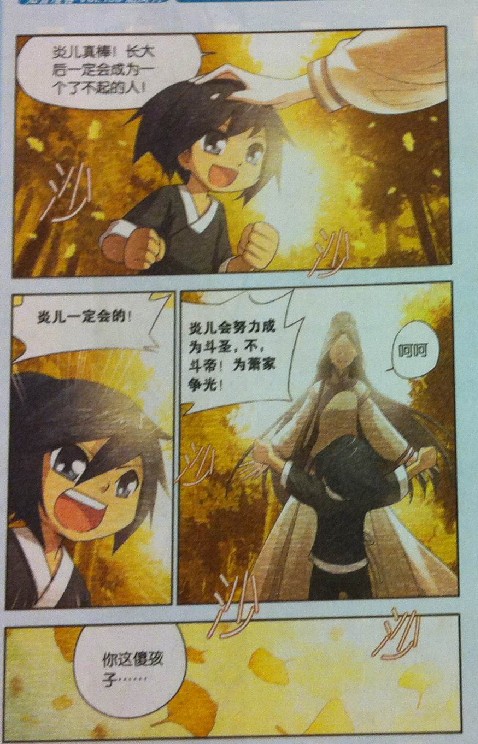 炎儿真棒！长大
后一定会成为一
个了不起的人！
沙
沙
炎儿一定会的！
炎儿会努力成
为斗圣，不，
斗帝！为萧家
争光！
呵呵
沙
沙
沙
你这傻孩
子……